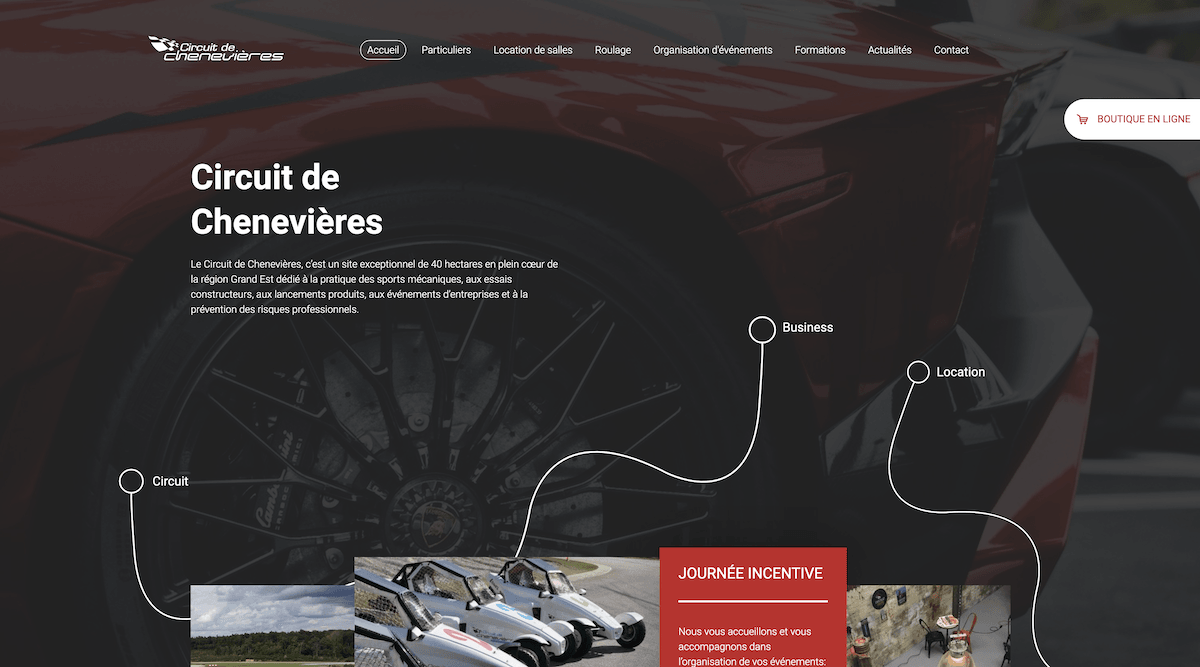 Circuit de
chenevières
Accueil
Particuliers
Location de salles
Roulage
Organisation d'événements
Formations
Actualités
Contact
BOUTIQUE EN LIGNE
Circuit de
Chenevières
Le Circuit de Chenevières, c'est un site exceptionnel de 40 hectares en plein cœur de
la région Grand Est dédié à la pratique des sports mécaniques, aux essais
constructeurs, aux lancements produits, aux événements d'entreprises et à la
prévention des risques professionnels.
Business
Location
Circuit
JOURNÉE INCENTIVE
Nous vous accueillons et vous
accompagnons dans
l'organisation de vos événements: